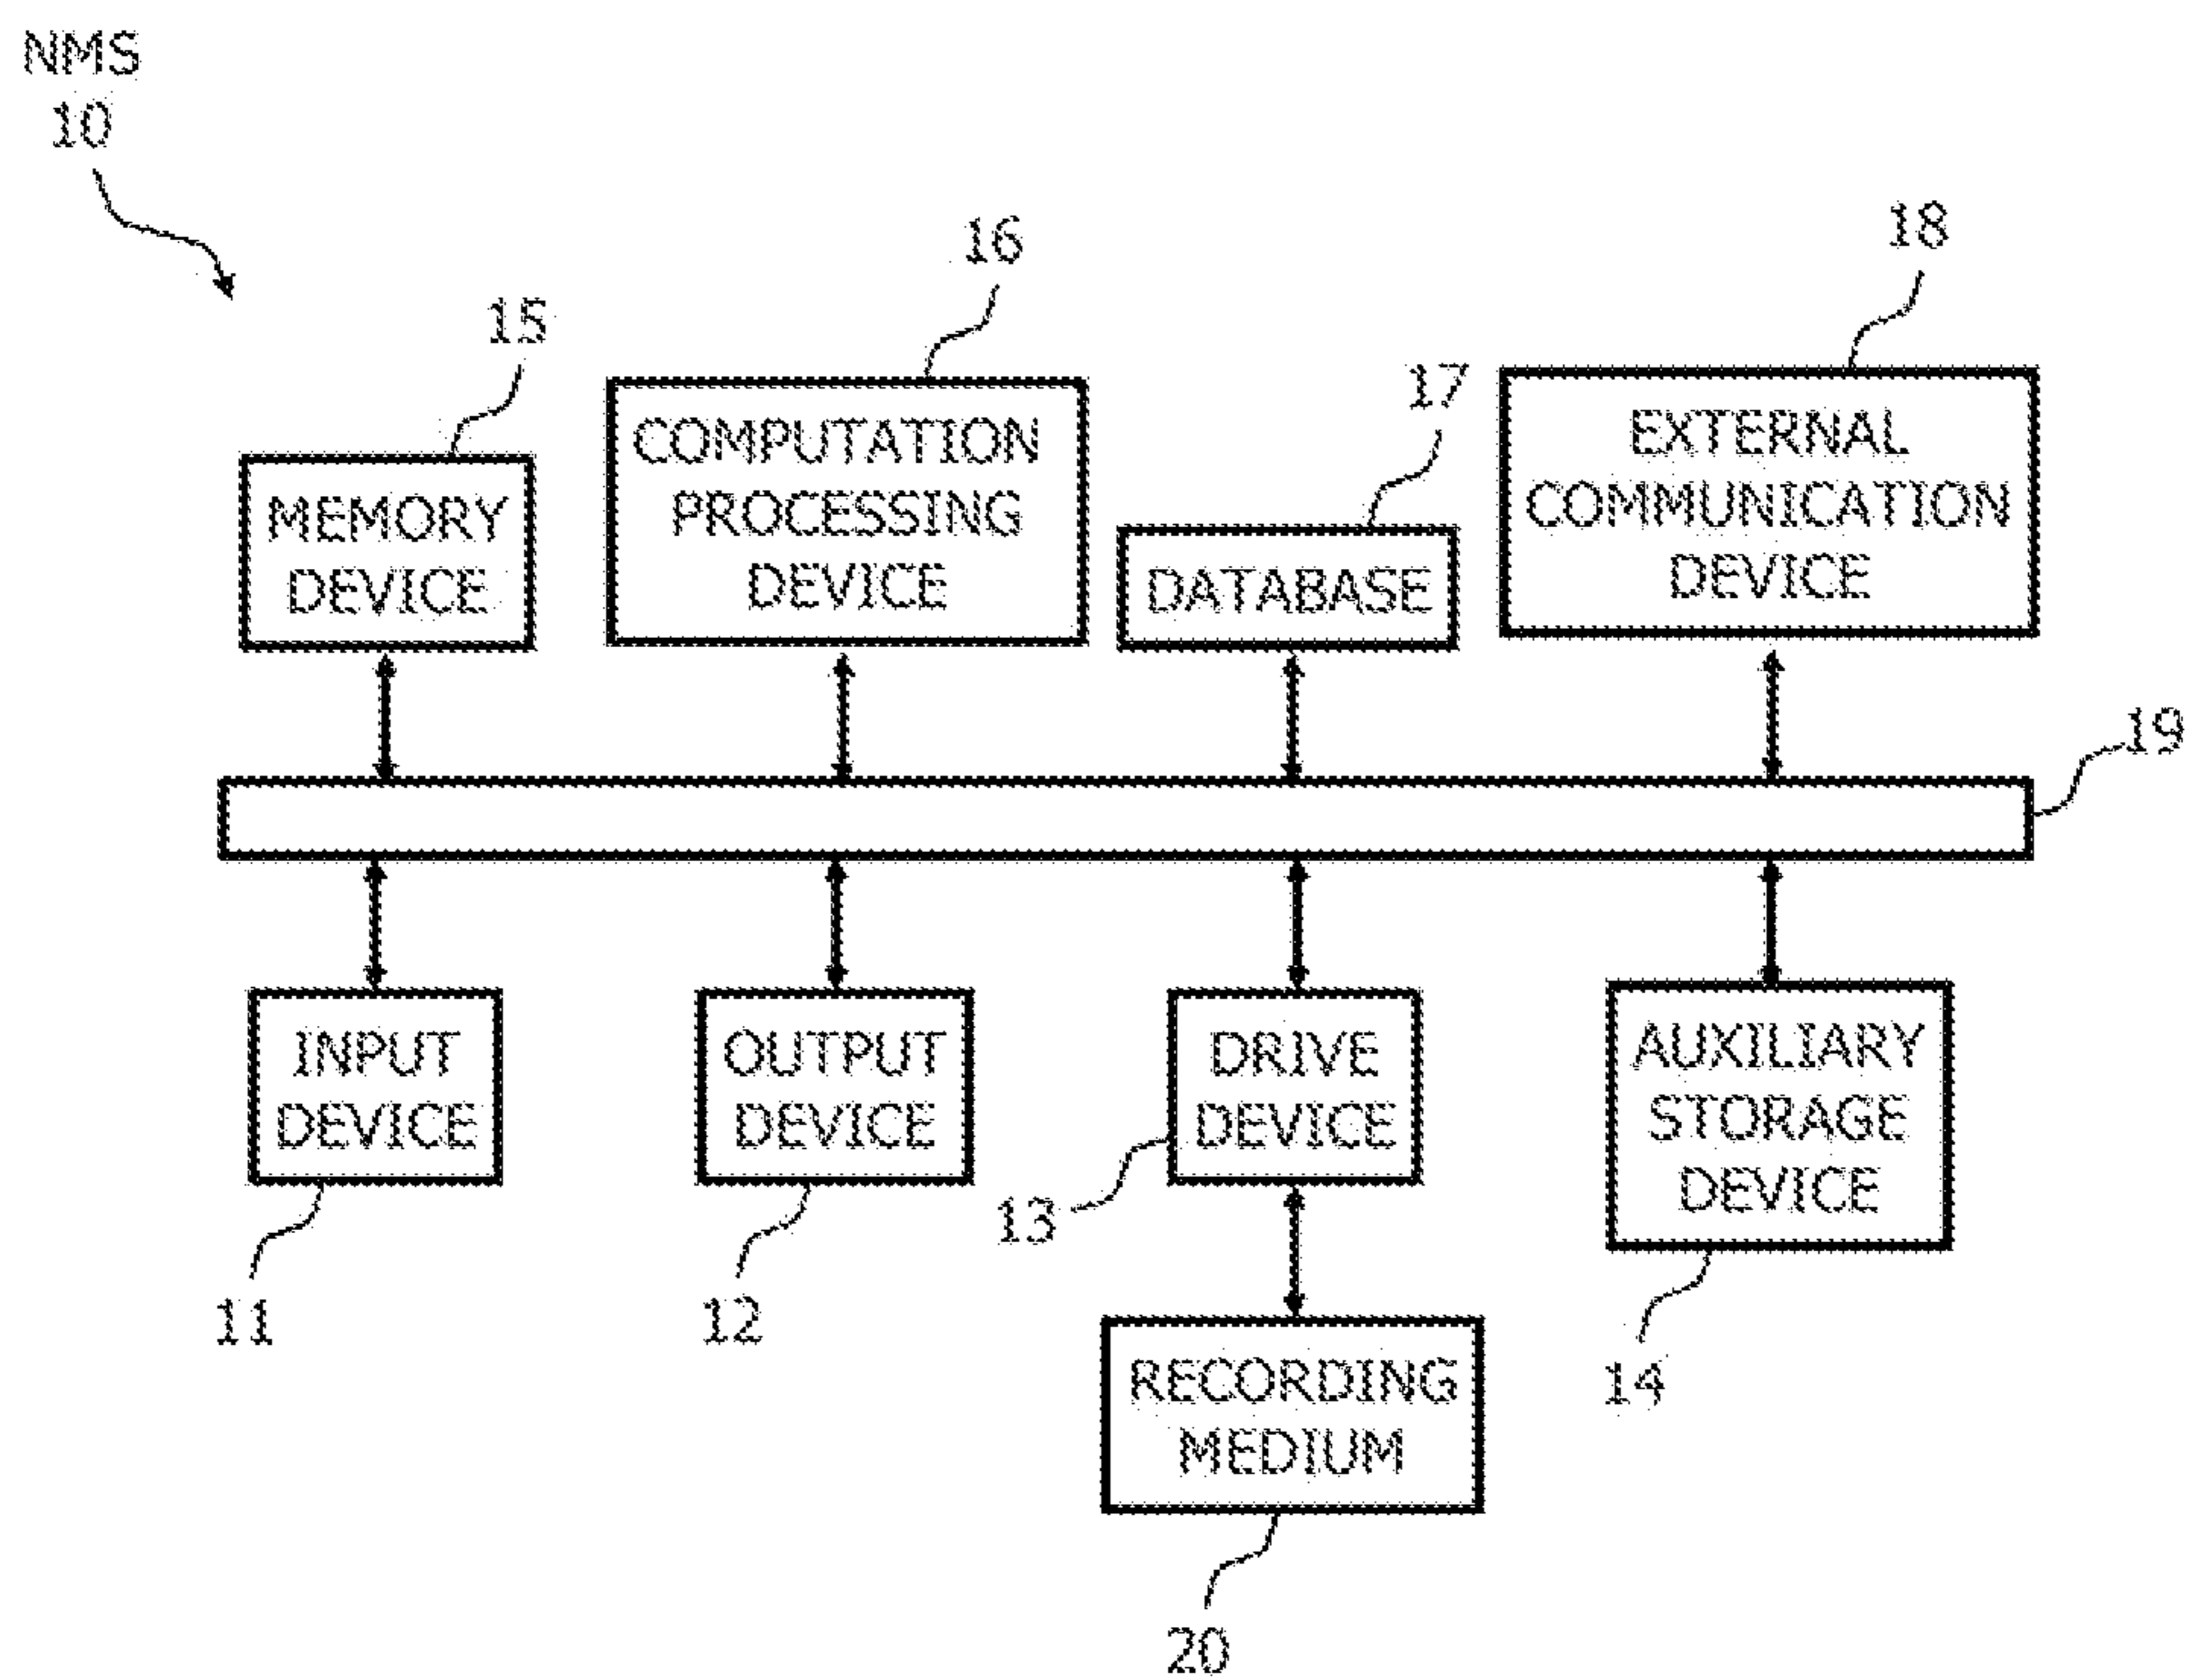 NMS
10
18
16
15
17
EXTERNAL
COMMUNICATION
DEVICE
COMPUTATION
PROCESSING
DEVICE
MEMORY
DEVICE
DATABASE
19
INPUT
DEVICE
OUTPUT
DEVICE
DRIVE
DEVICE
AUXILIARY
STORAGE
DEVICE
13
11
12
14
RECORDING
MEDIUM
20